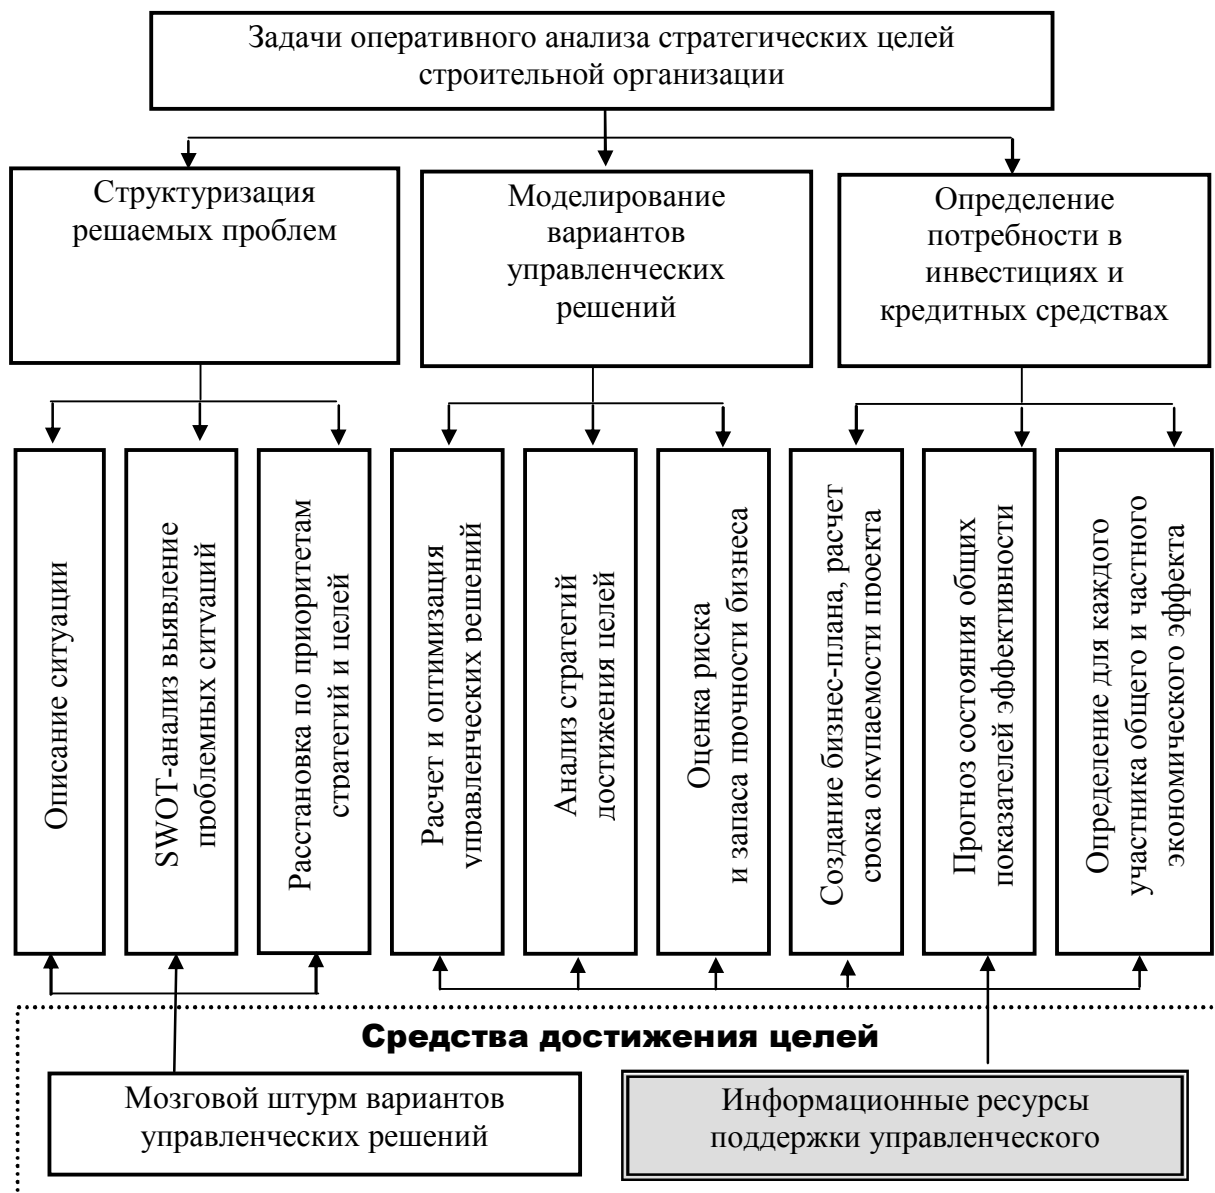 Задачи оперативного анализа стратегических целей
строительной организации
Структуризация
решаемых проблем
Моделирование
вариантов
управленческих
решений
Определение
потребности в
инвестициях и
кредитных средствах
Описание ситуации
SWOT-анализ выявление
проблемных ситуаций
Расстановка по приоритетам
стратегий и целей
Расчет и оптимизация
управленческих решений
Анализ стратегий
достижения целей
Оценка риска
и запаса прочности бизнеса
Создание бизнес-плана, расчет
срока окупаемости проекта
Прогноз состояния общих
показателей эффективности
Определение для каждого
участника общего и частного
экономического эффекта
Средства достижения целей
Мозговой штурм вариантов
управленческих решений
Информационные ресурсы
поддержки управленческого